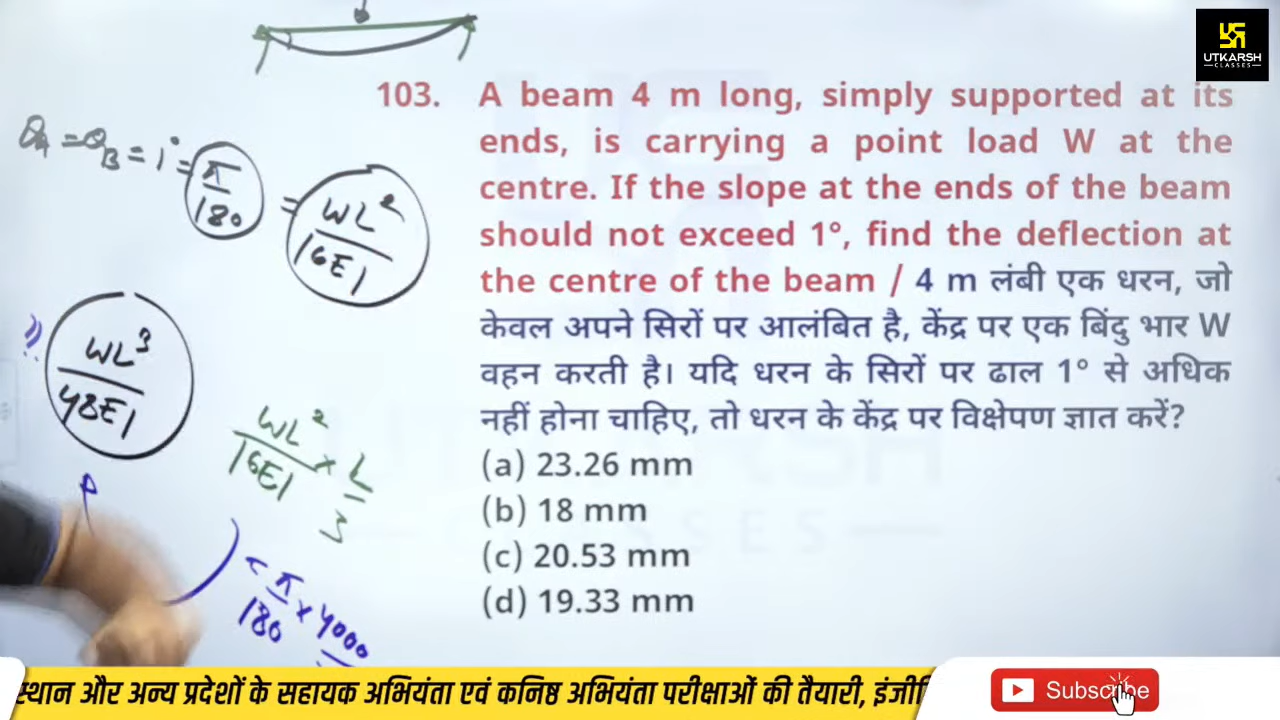 UTKARSH
CLASSES
103. A beam 4 m long, simply supported at its
ends, is carrying a point load W at the
centre. If the slope at the ends of the beam
should not exceed 1°, find the deflection at
the centre of the beam / 4 m लंबी एक धरन, जो
केवल अपने सिरों पर आलंबित है, केंद्र पर एक बिंदु भार W
वहन करती है। यदि धरन के सिरों पर ढाल 1° से अधिक
नहीं होना चाहिए, तो धरन के केंद्र पर विक्षेपण ज्ञात करें?
(a) 23.26 mm
(b) 18 mm
(c) 20.53 mm
(d) 19.33 mm
θA = θB = 1° = π/180 = WL²/16EI
WL³/48EI
WL²/16EI × L/3
π/180 × 4000
स्थान और अन्य प्रदेशों के सहायक अभियंता एवं कनिष्ठ अभियंता परीक्षाओं की तैयारी,
Subscribe